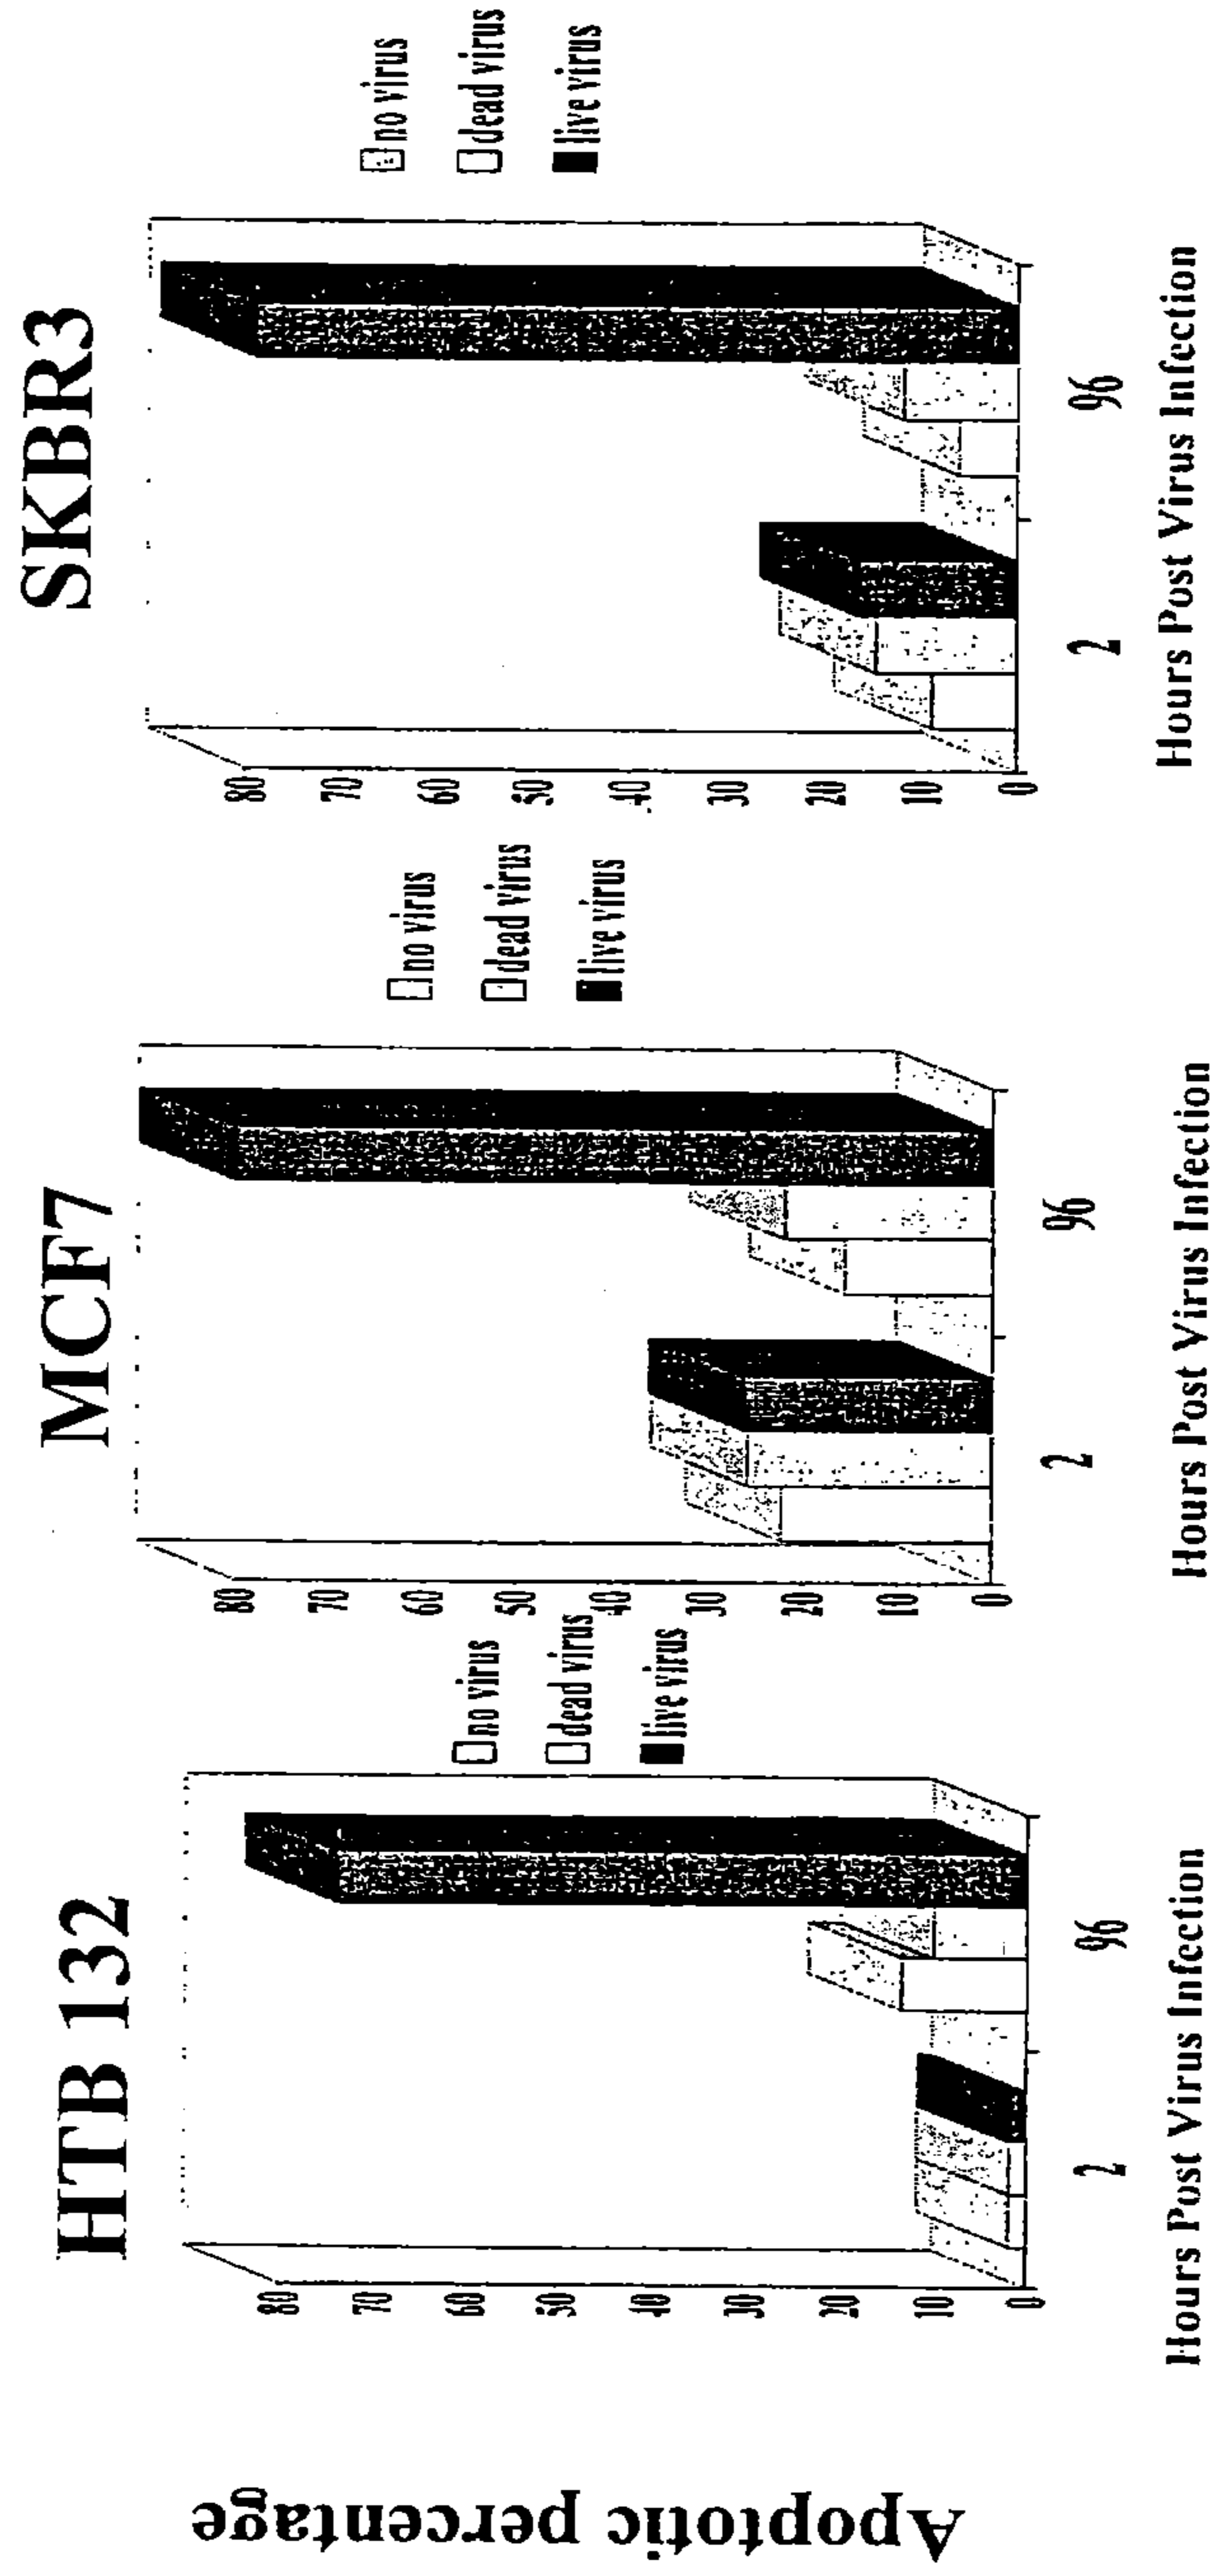 Apoptotic percentage
HTB 132
80
70
60
50
40
30
20
10
0
2
96
Hours Post Virus Infection
no virus
dead virus
live virus
MCF7
80
70
60
50
40
30
20
10
0
2
96
Hours Post Virus Infection
no virus
dead virus
live virus
SKBR3
80
70
60
50
40
30
20
10
0
2
96
Hours Post Virus Infection
no virus
dead virus
live virus